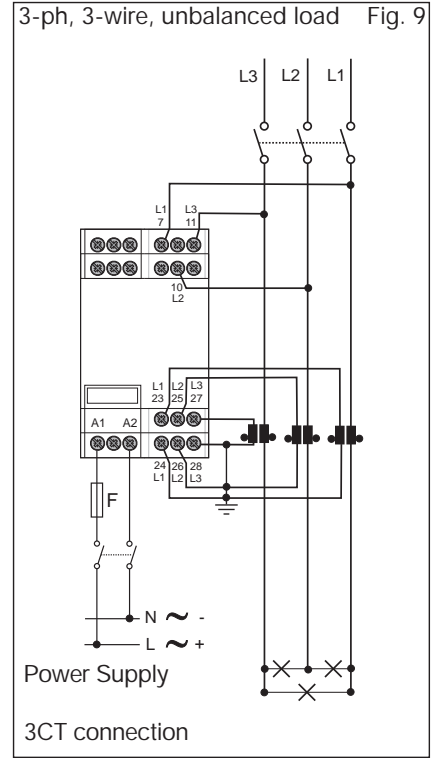 3-ph, 3-wire, unbalanced load Fig. 9
L3 L2 L1
L1 L3
7 11
10
L2
L1 L2 L3
23 25 27
A1 A2
24 26 28
L1 L2 L3
F
N ~ -
L ~ +
Power Supply
3CT connection